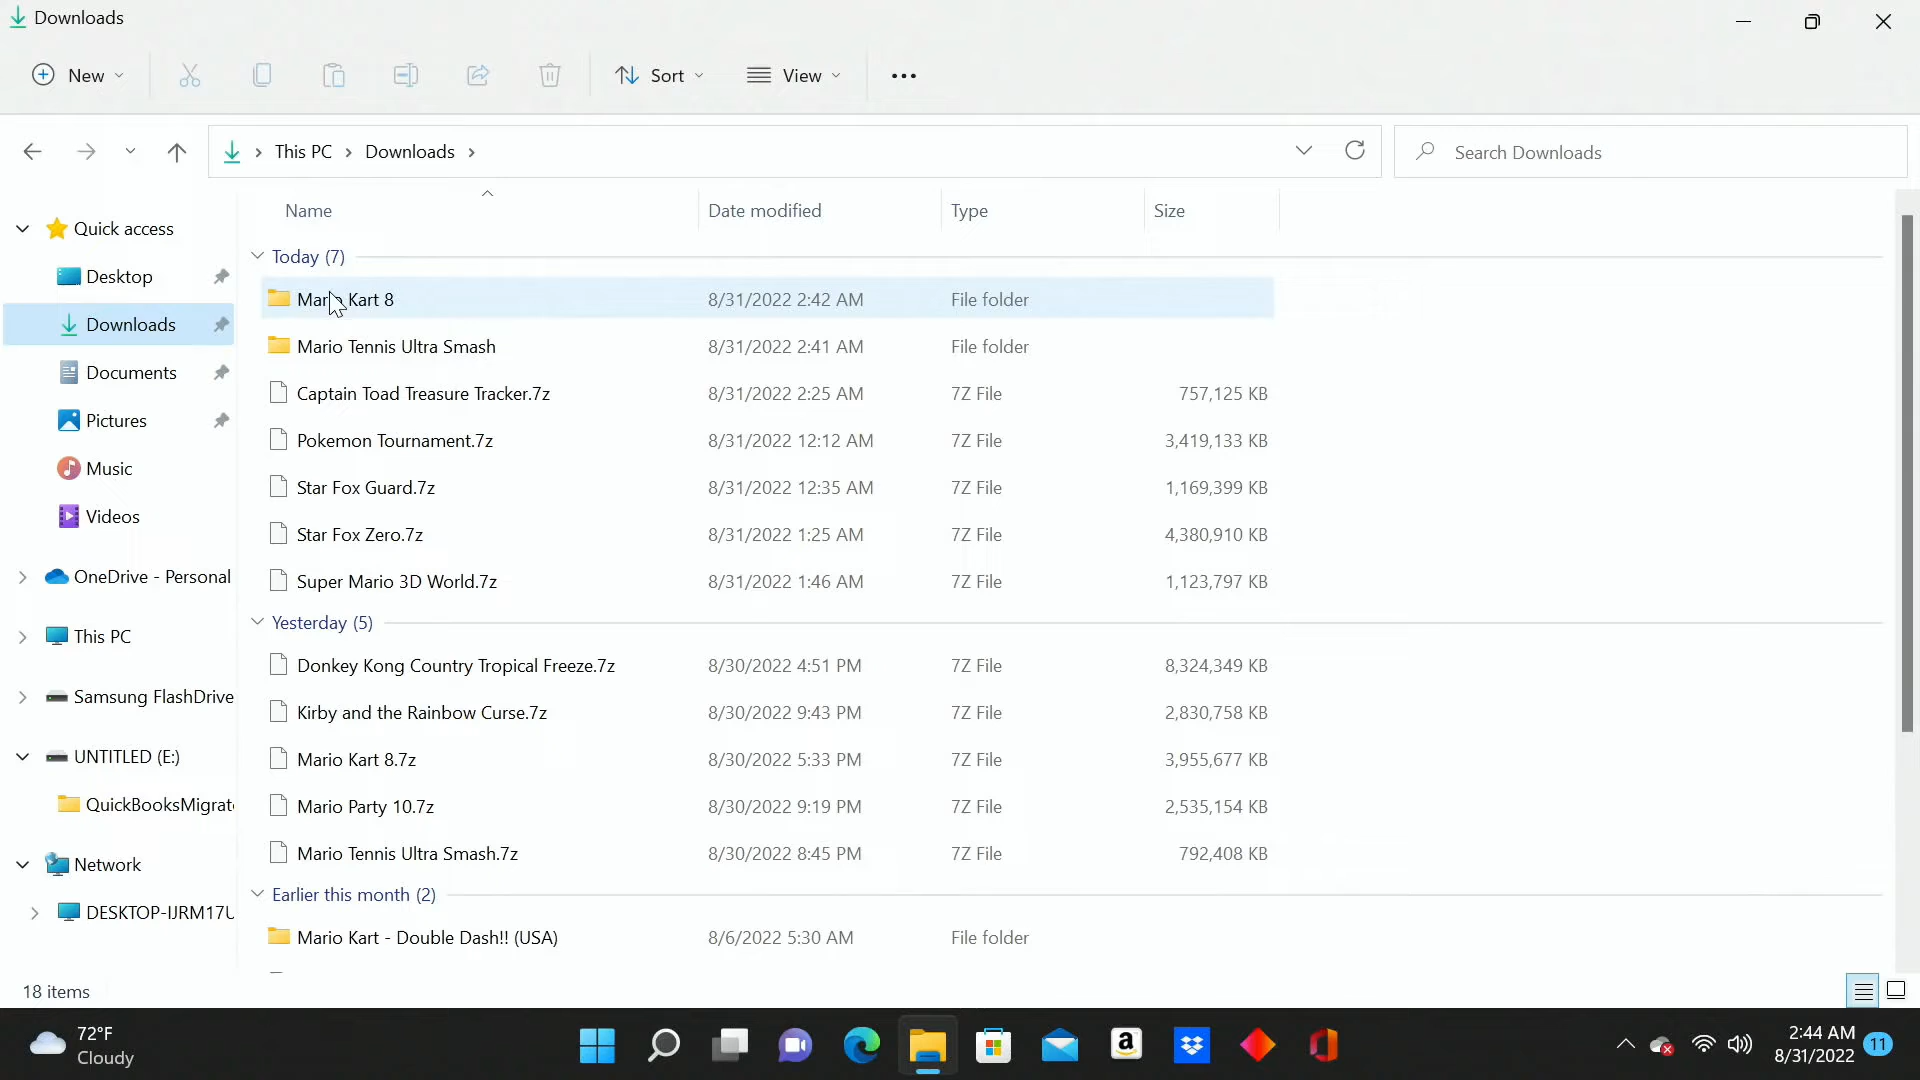 Downloads
New Sort View
This PC Downloads Search Downloads
Name Date modified Type Size
Quick access
Desktop
Downloads
Documents
Pictures
Music
Videos
OneDrive - Personal
This PC
Samsung FlashDrive
UNTITLED (E:)
QuickBooksMigrat
Network
DESKTOP-IJRM17U
Today (7)
Mario Kart 8 8/31/2022 2:42 AM File folder
Mario Tennis Ultra Smash 8/31/2022 2:41 AM File folder
Captain Toad Treasure Tracker.7z 8/31/2022 2:25 AM 7Z File 757,125 KB
Pokemon Tournament.7z 8/31/2022 12:12 AM 7Z File 3,419,133 KB
Star Fox Guard.7z 8/31/2022 12:35 AM 7Z File 1,169,399 KB
Star Fox Zero.7z 8/31/2022 1:25 AM 7Z File 4,380,910 KB
Super Mario 3D World.7z 8/31/2022 1:46 AM 7Z File 1,123,797 KB
Yesterday (5)
Donkey Kong Country Tropical Freeze.7z 8/30/2022 4:51 PM 7Z File 8,324,349 KB
Kirby and the Rainbow Curse.7z 8/30/2022 9:43 PM 7Z File 2,830,758 KB
Mario Kart 8.7z 8/30/2022 5:33 PM 7Z File 3,955,677 KB
Mario Party 10.7z 8/30/2022 9:19 PM 7Z File 2,535,154 KB
Mario Tennis Ultra Smash.7z 8/30/2022 8:45 PM 7Z File 792,408 KB
Earlier this month (2)
Mario Kart - Double Dash!! (USA) 8/6/2022 5:30 AM File folder
18 items
72°F
Cloudy
a
2:44 AM
8/31/2022
11